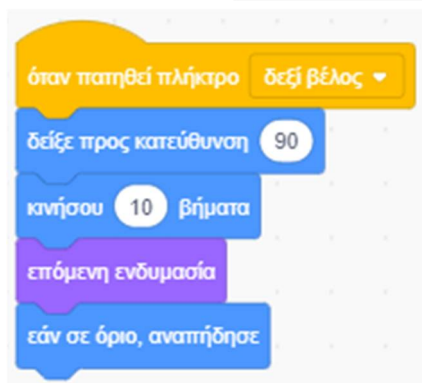 όταν πατηθεί πλήκτρο δεξί βέλος
δείξε προς κατεύθυνση 90
κινήσου 10 βήματα
επόμενη ενδυμασία
εάν σε όριο, αναπήδησε